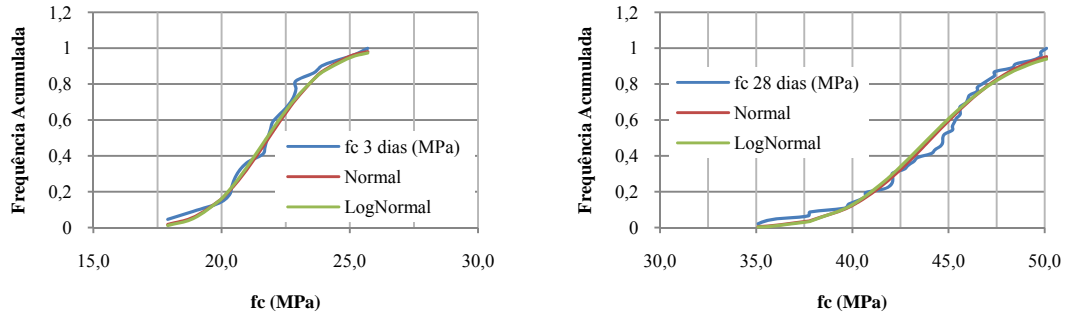 Frequência Acumulada
1,2
1
0,8
0,6
0,4
0,2
0
fc 3 dias (MPa)
Normal
LogNormal
15,0 20,0 25,0 30,0
fc (MPa)
Frequência Acumulada
1,2
1
0,8
0,6
0,4
0,2
0
fc 28 dias (MPa)
Normal
LogNormal
30,0 35,0 40,0 45,0 50,0
fc (MPa)